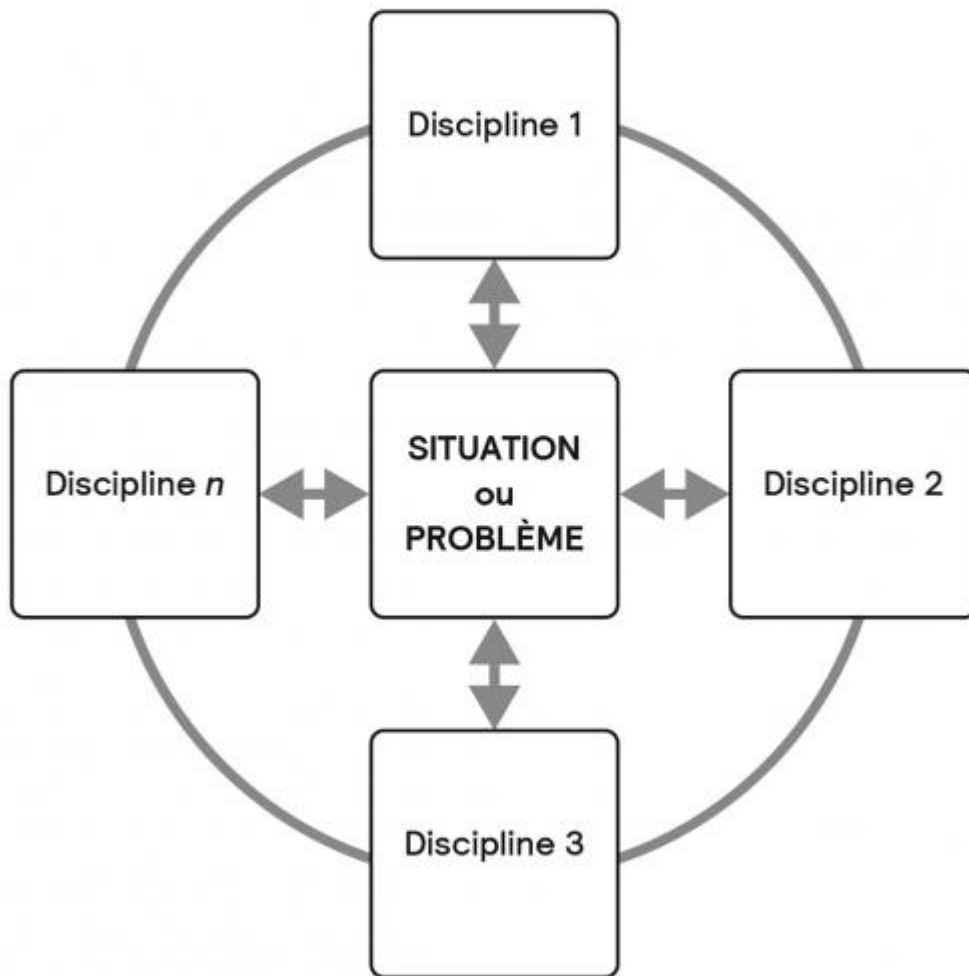 Discipline 1
Discipline n
SITUATION
ou
PROBLÈME
Discipline 2
Discipline 3